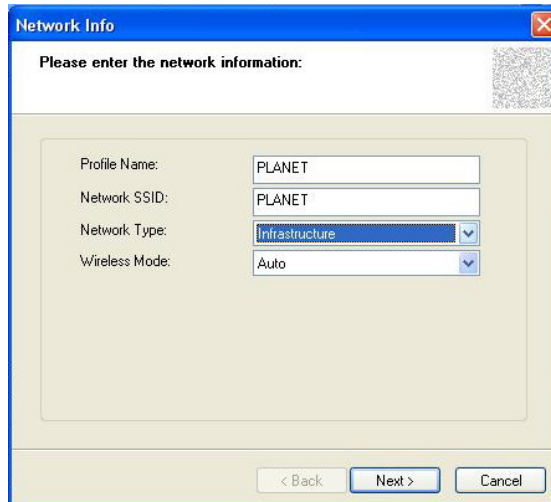 Network Info
Please enter the network information:
Profile Name: PLANET
Network SSID: PLANET
Network Type: Infrastructure
Wireless Mode: Auto
< Back Next > Cancel